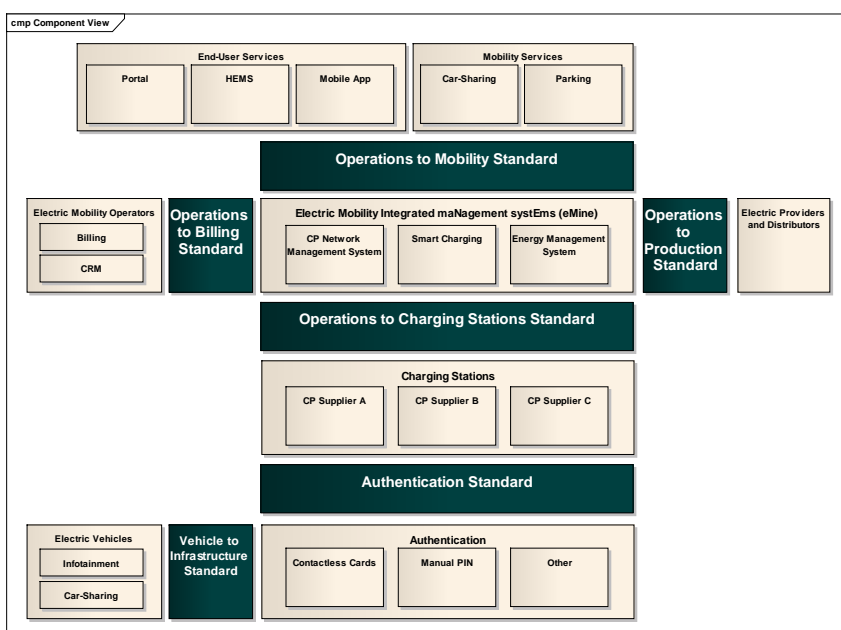 cmp Component View
End-User Services
Portal
HEMS
Mobile App
Mobility Services
Car-Sharing
Parking
Operations to Mobility Standard
Electric Mobility Operators
Billing
CRM
Operations
to Billing
Standard
Electric Mobility Integrated maNagement systEms (eMine)
CP Network
Management System
Smart Charging
Energy Management
System
Operations
to
Production
Standard
Electric Providers
and Distributors
Operations to Charging Stations Standard
Charging Stations
CP Supplier A
CP Supplier B
CP Supplier C
Authentication Standard
Electric Vehicles
Infotainment
Car-Sharing
Vehicle to
Infrastructure
Standard
Authentication
Contactless Cards
Manual PIN
Other